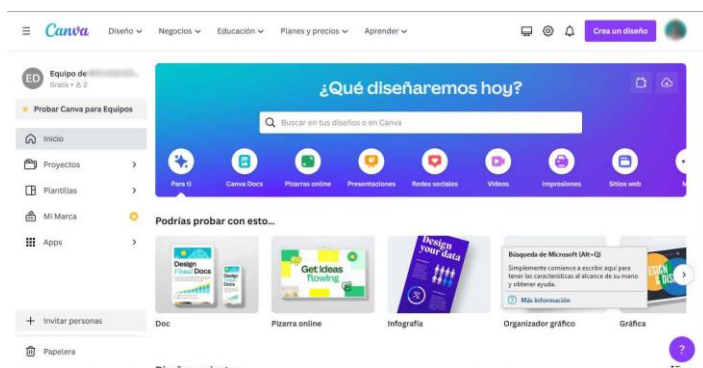 Canva
Diseño
Negocios
Educación
Planes y precios
Aprender
Crea un diseño
ED
Equipo de
Gratis • 2
Probar Canva para Equipos
Inicio
Proyectos
Plantillas
Mi Marca
Apps
Invitar personas
Papelera
¿Qué diseñaremos hoy?
Buscar en tus diseños o en Canva
Para ti
Canva Docs
Pizarras online
Presentaciones
Redes sociales
Videos
Impresiones
Sitios web
M
Podrías probar con esto...
Design
Visual Docs
Get ideas
flowing
Design
your data
Búsqueda de Microsoft (Alt+Q)
Simplemente comience a escribir aquí para
tener las características al alcance de su mano
y obtener ayuda.
Más información
Doc
Pizarra online
Infografía
Organizador gráfico
Gráfica
?